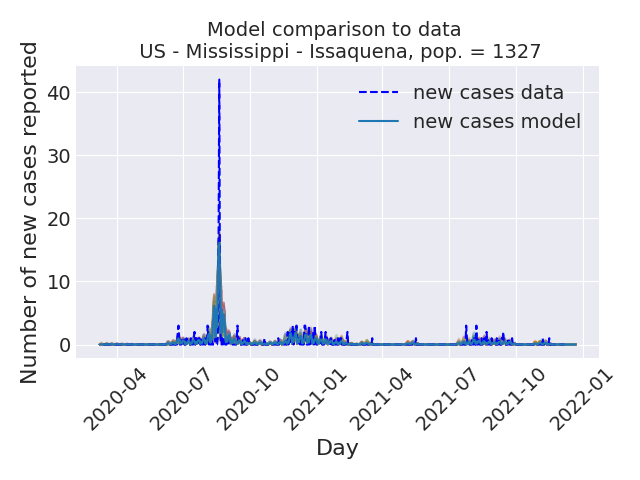 Model comparison to data
US - Mississippi - Issaquena, pop. = 1327
Number of new cases reported
40
30
20
10
0
new cases data
new cases model
2020-04
2020-07
2020-10
2021-01
2021-04
2021-07
2021-10
2022-01
Day